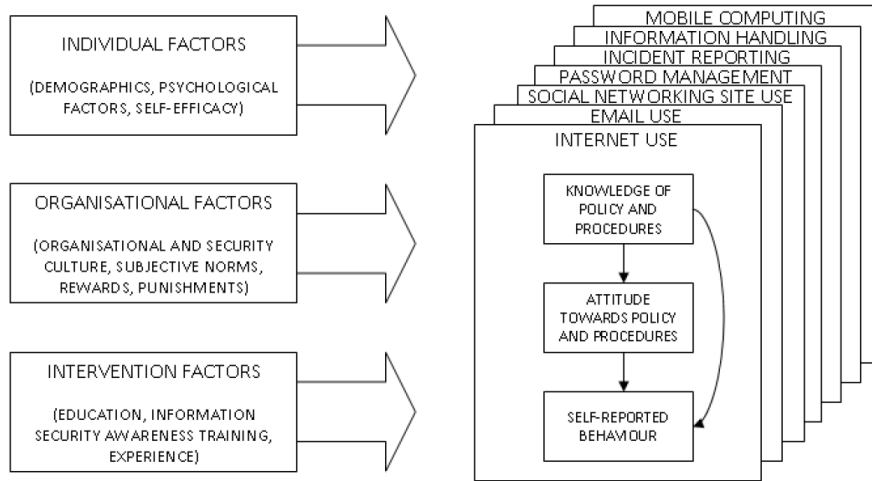 INDIVIDUAL FACTORS
(DEMOGRAPHICS, PSYCHOLOGICAL
FACTORS, SELF-EFFICACY)
ORGANISATIONAL FACTORS
(ORGANISATIONAL AND SECURITY
CULTURE, SUBJECTIVE NORMS,
REWARDS, PUNISHMENTS)
INTERVENTION FACTORS
(EDUCATION, INFORMATION
SECURITY AWARENESS TRAINING,
EXPERIENCE)
MOBILE COMPUTING
INFORMATION HANDLING
INCIDENT REPORTING
PASSWORD MANAGEMENT
SOCIAL NETWORKING SITE USE
EMAIL USE
INTERNET USE
KNOWLEDGE OF
POLICY AND
PROCEDURES
ATTITUDE
TOWARDS POLICY
AND PROCEDURES
SELF-REPORTED
BEHAVIOUR